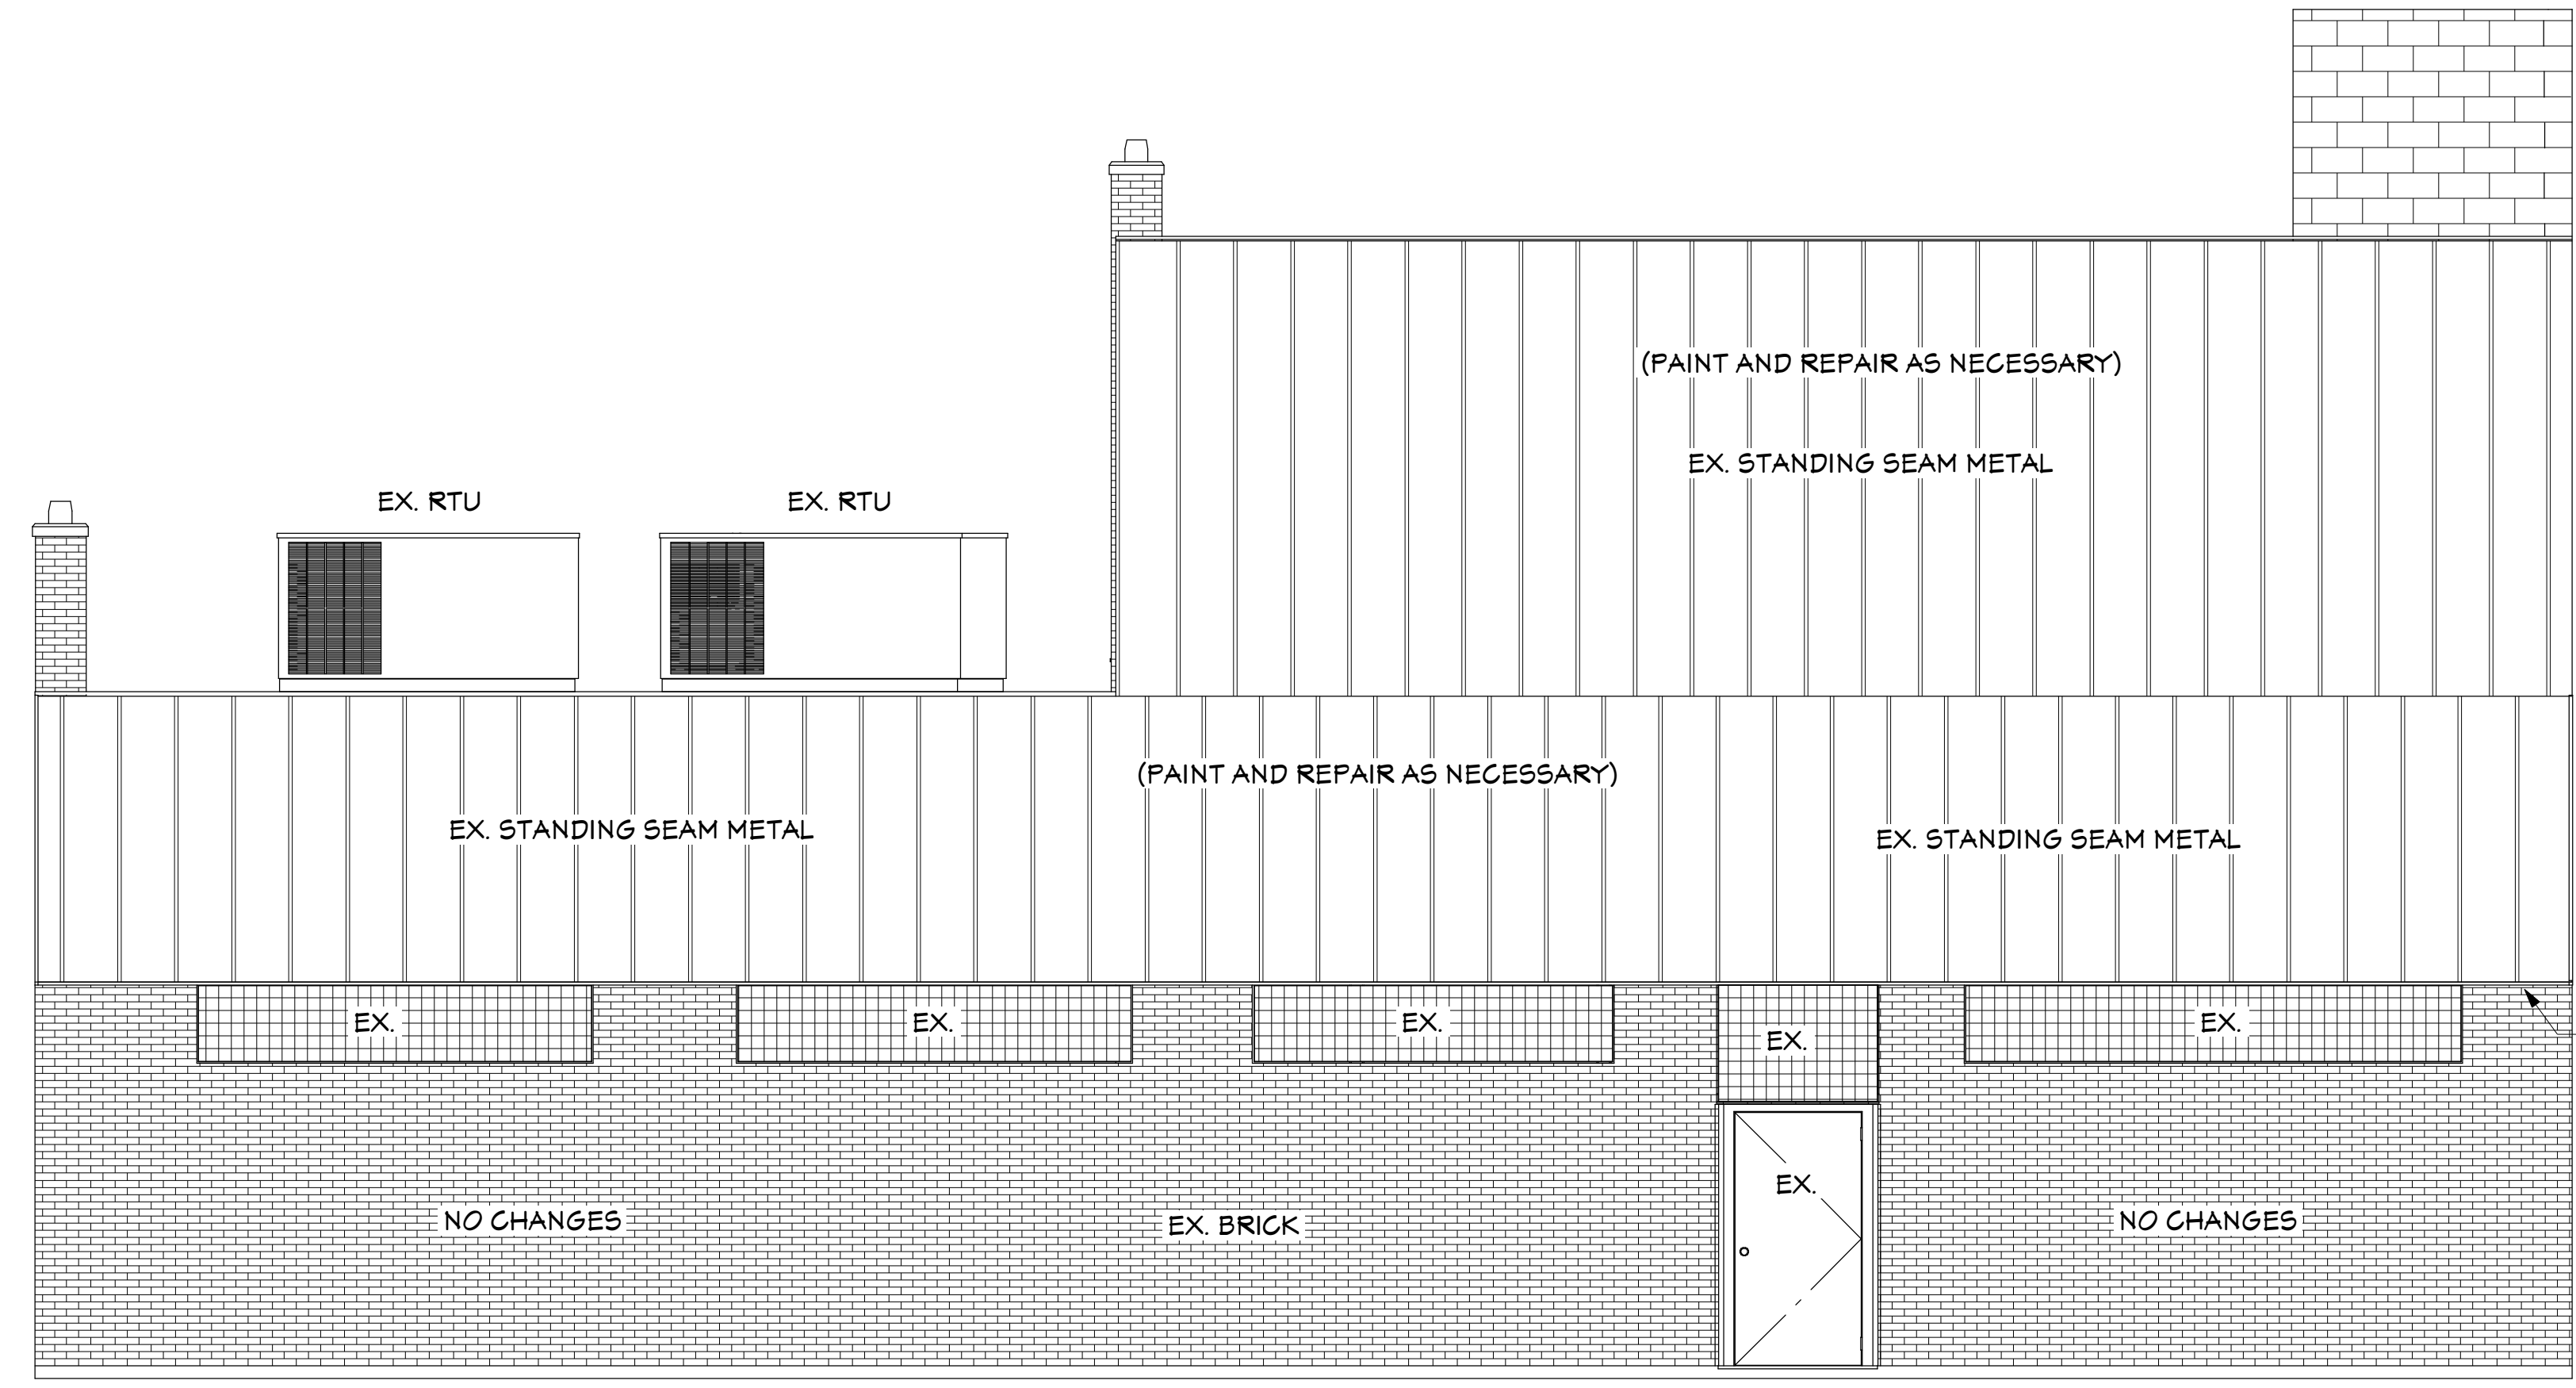 (PAINT AND REPAIR AS NECESSARY)
EX. STANDING SEAM METAL
EX. RTU
EX. RTU
(PAINT AND REPAIR AS NECESSARY)
EX. STANDING SEAM METAL
EX. STANDING SEAM METAL
EX.
EX.
EX.
EX.
EX.
EX.
NO CHANGES
EX. BRICK
NO CHANGES